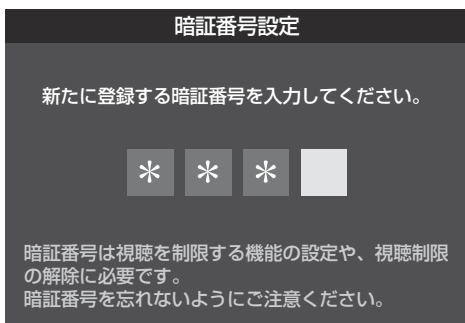 暗証番号設定
新たに登録する暗証番号を入力してください。
* * *
暗証番号は視聴を制限する機能の設定や、視聴制限
の解除に必要です。
暗証番号を忘れないようにご注意ください。